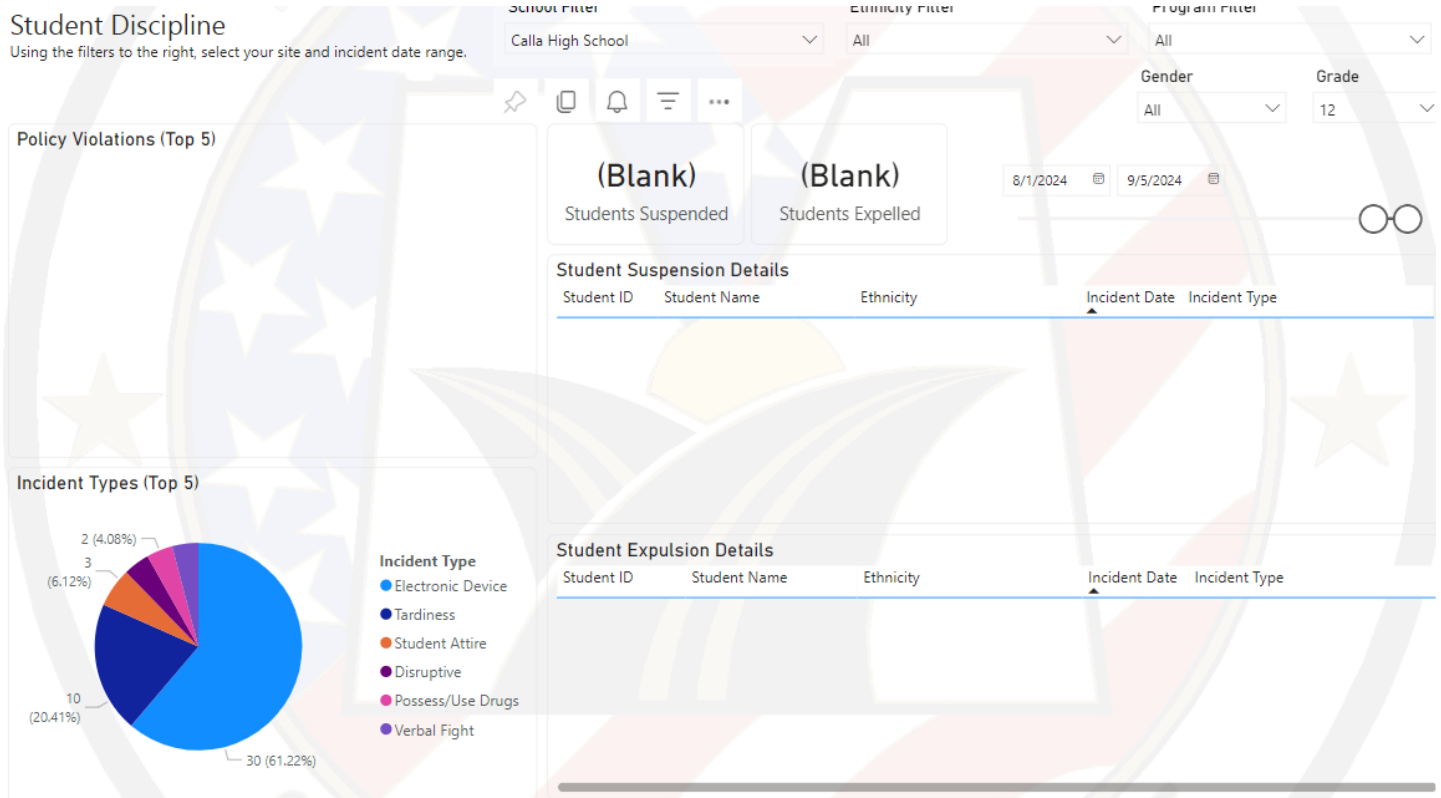 Student Discipline
Using the filters to the right, select your site and incident date range.
School Filter
Ethnicity Filter
Program Filter
Calla High School
All
All
Gender
Grade
All
12
Policy Violations (Top 5)
(Blank)
Students Suspended
(Blank)
Students Expelled
8/1/2024
9/5/2024
Student Suspension Details
Student ID Student Name Ethnicity Incident Date Incident Type
Incident Types (Top 5)
2 (4.08%)
3
(6.12%)
10
(20.41%)
30 (61.22%)
Incident Type
Electronic Device
Tardiness
Student Attire
Disruptive
Possess/Use Drugs
Verbal Fight
Student Expulsion Details
Student ID Student Name Ethnicity Incident Date Incident Type